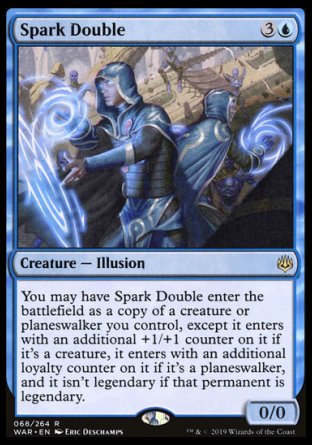 Spark Double 3
Creature — Illusion
You may have Spark Double enter the
battlefield as a copy of a creature or
planeswalker you control, except it enters
with an additional +1/+1 counter on it if
it's a creature, it enters with an additional
loyalty counter on it if it's a planeswalker,
and it isn't legendary if that permanent is
legendary.
0/0
068/264 R
WAR • EN Eric Deschamps
™ & © 2019 Wizards of the Coast